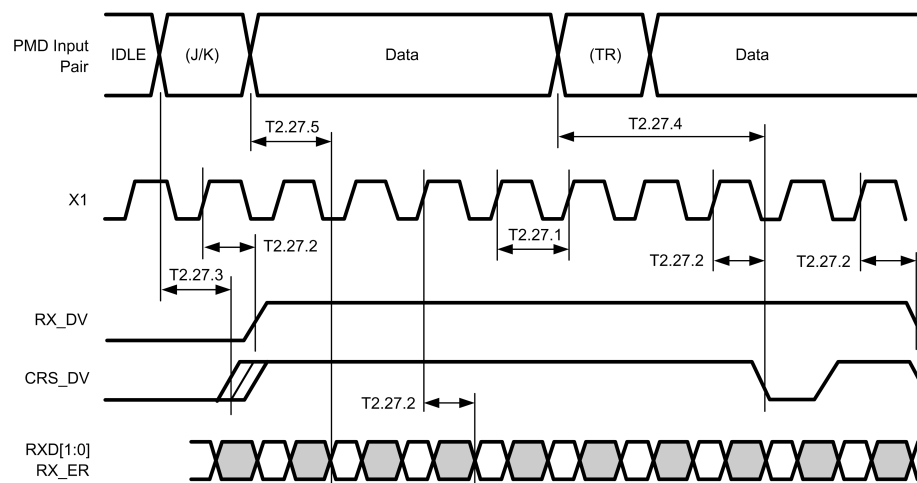 PMD Input
Pair
IDLE
(J/K)
Data
(TR)
Data
T2.27.5
T2.27.4
X1
T2.27.2
T2.27.1
T2.27.2
T2.27.2
T2.27.3
RX_DV
CRS_DV
T2.27.2
RXD[1:0]
RX_ER